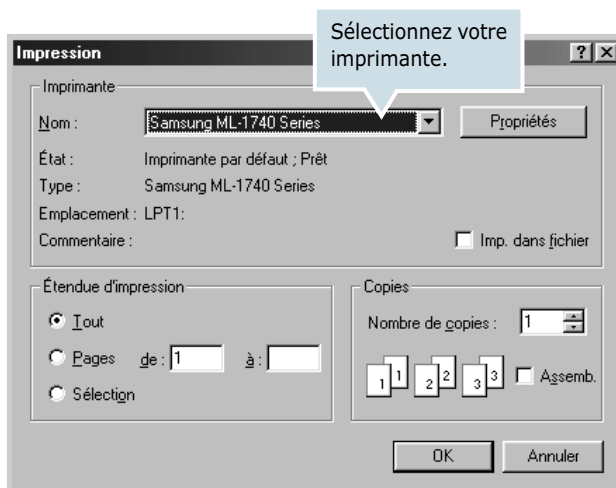 Sélectionnez votre
imprimante.
Impression
Imprimante
Nom : Samsung ML-1740 Series Propriétés
État : Imprimante par défaut ; Prêt
Type : Samsung ML-1740 Series
Emplacement : LPT1:
Commentaire : Imp. dans fichier
Étendue d'impression
Tout
Pages de : 1 à :
Sélection
Copies
Nombre de copies : 1
1 1 2 2 3 3 Assemb.
OK Annuler